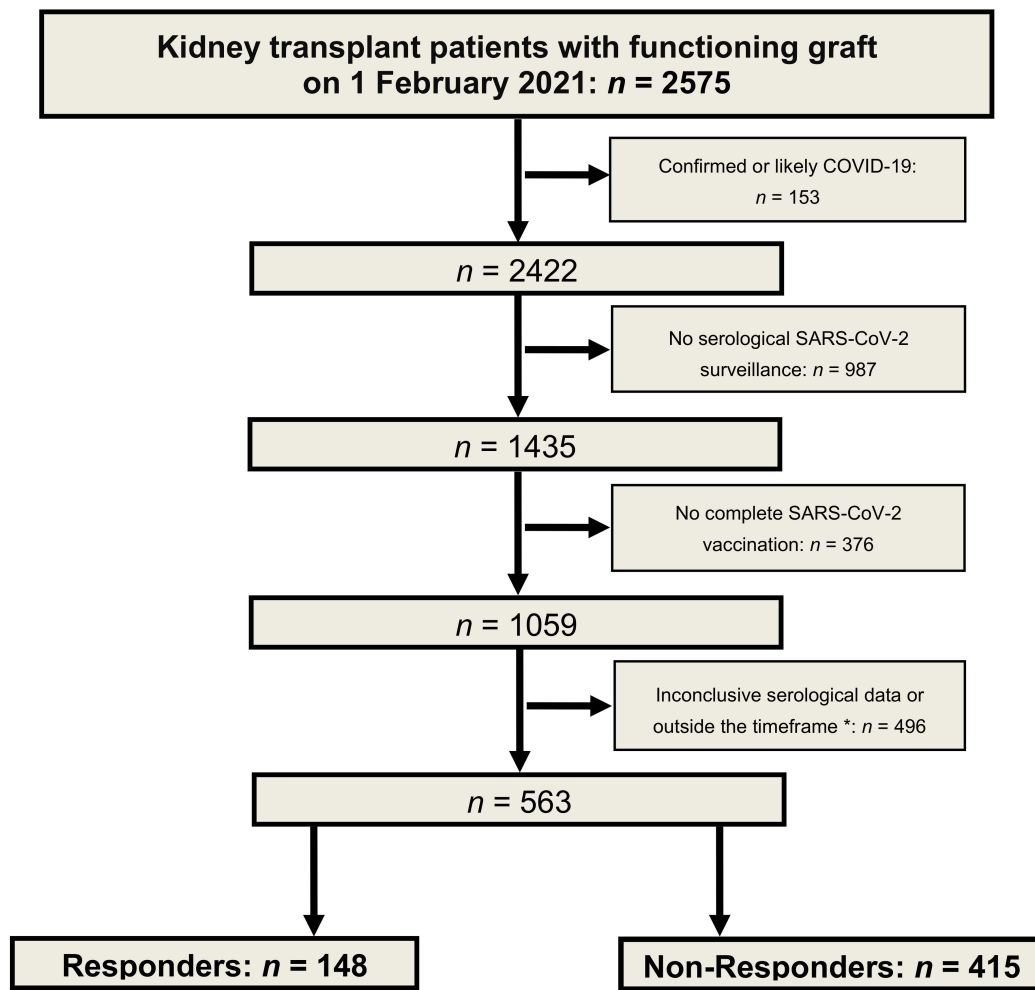 Kidney transplant patients with functioning graft
on 1 February 2021: n = 2575
Confirmed or likely COVID-19:
n = 153
n = 2422
No serological SARS-CoV-2
surveillance: n = 987
n = 1435
No complete SARS-CoV-2
vaccination: n = 376
n = 1059
Inconclusive serological data or
outside the timeframe *: n = 496
n = 563
Responders: n = 148
Non-Responders: n = 415